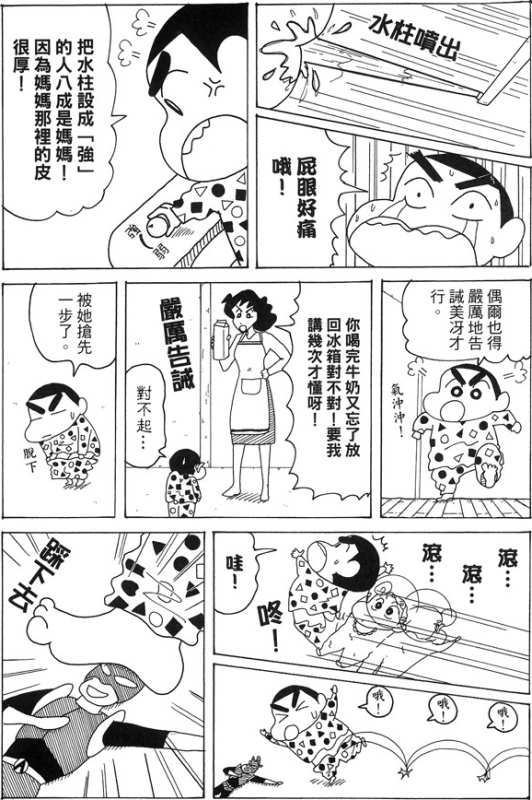 水柱噴出
屁眼好痛
哦！
把水柱設成「強」
的人八成是媽媽！
因為媽媽那裡的皮
很厚！
強
弱
偶爾也得
嚴厲地告
誡美冴才
行。
氣沖沖！
你喝完牛奶又忘了放
回冰箱對不對！要我
講幾次才懂呀！
嚴厲告誡
對不起…
被她搶先
一步了。
脫下
滾…
滾…
滾…
咚！
哇！
哦！
哦！
哦！
踩下去